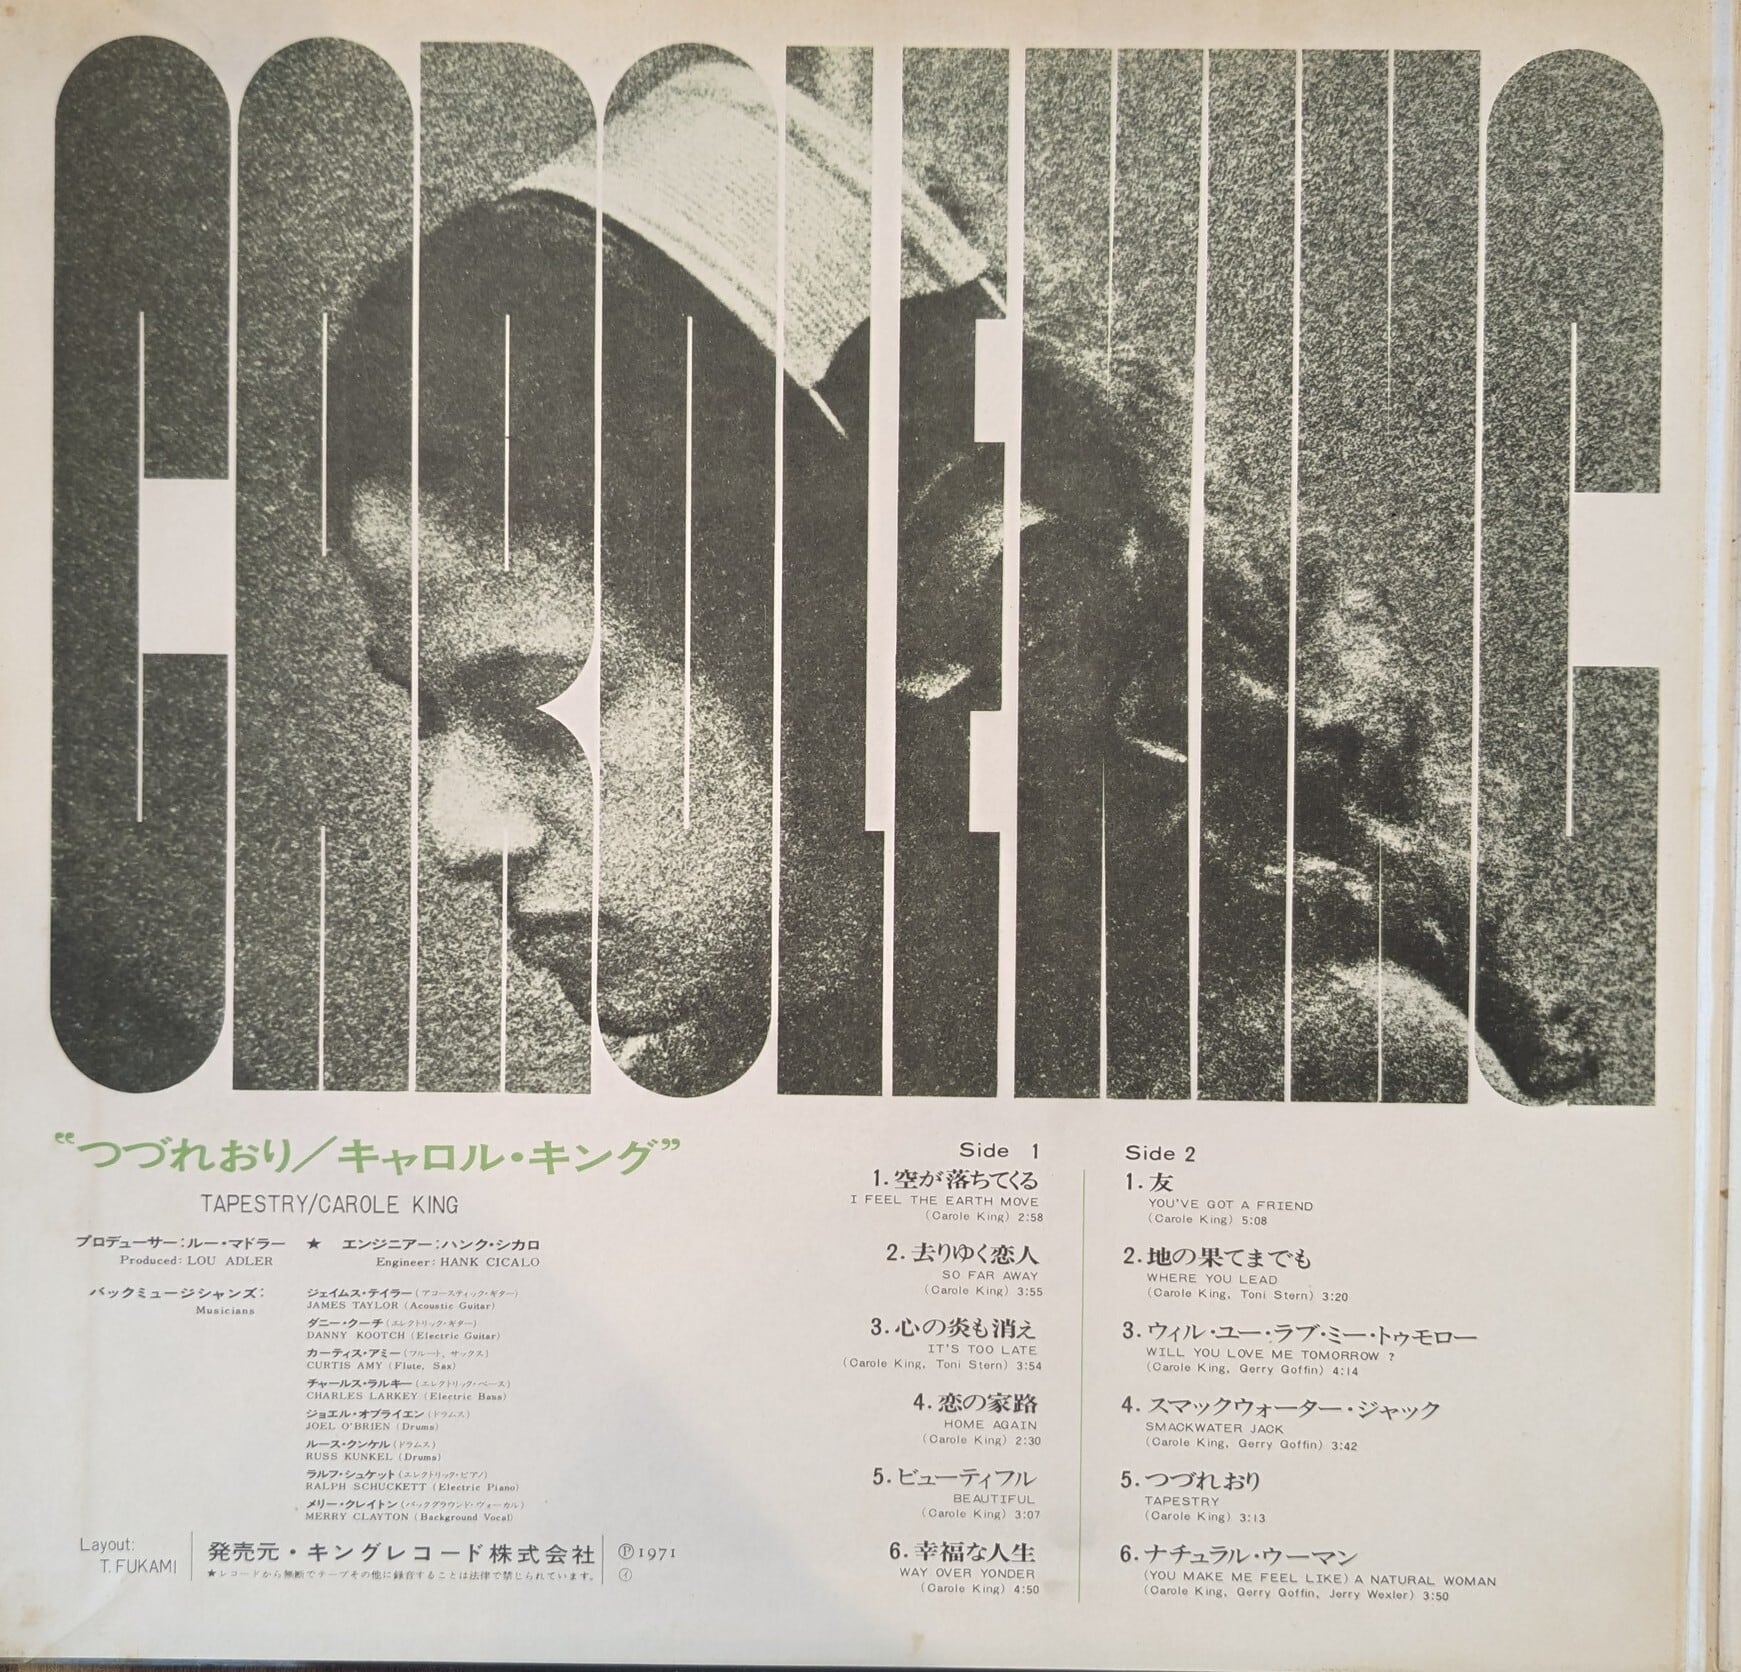 CAROLE KING
“つづれおり／キャロル・キング”
TAPESTRY/CAROLE KING
プロデューサー：ルー・マドラー ★ エンジニアー：ハンク・シカロ
Produced: LOU ADLER Engineer: HANK CICALO
バックミュージシャンズ：
Musicians
ジェイムス・テイラー（アコースティック・ギター）
JAMES TAYLOR (Acoustic Guitar)
ダニー・クーチ（エレクトリック・ギター）
DANNY KOOTCH (Electric Guitar)
カーティス・アミー（フルート、サックス）
CURTIS AMY (Flute, Sax)
チャールス・ラルキー（エレクトリック・ベース）
CHARLES LARKEY (Electric Bass)
ジョエル・オブライエン（ドラムス）
JOEL O'BRIEN (Drums)
ルース・クンケル（ドラムス）
RUSS KUNKEL (Drums)
ラルフ・シュケット（エレクトリック・ピアノ）
RALPH SCHUCKETT (Electric Piano)
メリー・クレイトン（バックグラウンド・ヴォーカル）
MERRY CLAYTON (Background Vocal)
Layout:
T. FUKAMI
発売元・キングレコード株式会社
★レコードから無断でテープその他に録音することは法律で禁じられています。
Ⓟ1971
㋑
Side 1
1. 空が落ちてくる
I FEEL THE EARTH MOVE
(Carole King) 2:58
2. 去りゆく恋人
SO FAR AWAY
(Carole King) 3:55
3. 心の炎も消え
IT'S TOO LATE
(Carole King, Toni Stern) 3:54
4. 恋の家路
HOME AGAIN
(Carole King) 2:30
5. ビューティフル
BEAUTIFUL
(Carole King) 3:07
6. 幸福な人生
WAY OVER YONDER
(Carole King) 4:50
Side 2
1. 友
YOU'VE GOT A FRIEND
(Carole King) 5:08
2. 地の果てまでも
WHERE YOU LEAD
(Carole King, Toni Stern) 3:20
3. ウィル・ユー・ラブ・ミー・トゥモロー
WILL YOU LOVE ME TOMORROW ?
(Carole King, Gerry Goffin) 4:14
4. スマックウォーター・ジャック
SMACKWATER JACK
(Carole King, Gerry Goffin) 3:42
5. つづれおり
TAPESTRY
(Carole King) 3:13
6. ナチュラル・ウーマン
(YOU MAKE ME FEEL LIKE) A NATURAL WOMAN
(Carole King, Gerry Goffin, Jerry Wexler) 3:50